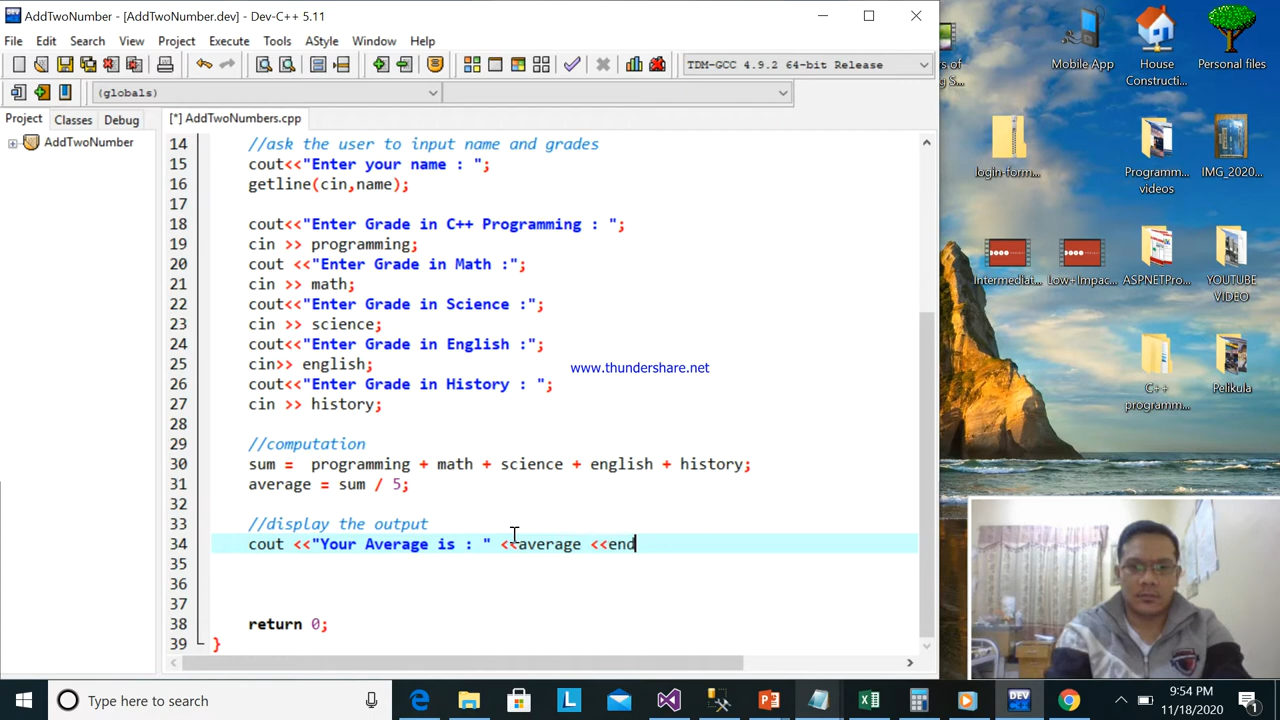 AddTwoNumber - [AddTwoNumber.dev] - Dev-C++ 5.11
File Edit Search View Project Execute Tools AStyle Window Help
TDM-GCC 4.9.2 64-bit Release
(globals)
Project Classes Debug
[*] AddTwoNumbers.cpp
AddTwoNumber
14 //ask the user to input name and grades
15 cout<<"Enter your name : ";
16 getline(cin,name);
17
18 cout<<"Enter Grade in C++ Programming : ";
19 cin >> programming;
20 cout <<"Enter Grade in Math :";
21 cin >> math;
22 cout<<"Enter Grade in Science :";
23 cin >> science;
24 cout<<"Enter Grade in English :";
25 cin>> english;
26 cout<<"Enter Grade in History : ";
27 cin >> history;
28
29 //computation
30 sum =  programming + math + science + english + history;
31 average = sum / 5;
32
33 //display the output
34 cout <<"Your Average is : " <<average <<end
35
36
37
38 return 0;
39 }
www.thundershare.net
Mobile App
House Constructi...
Personal files
login-form...
Programm... videos
IMG_2020...
Intermediat...
Low+Impac...
ASPNETPro...
YOUTUBE VIDEO
C++ programm...
Pelikula
Type here to search
DEV
9:54 PM
11/18/2020
1